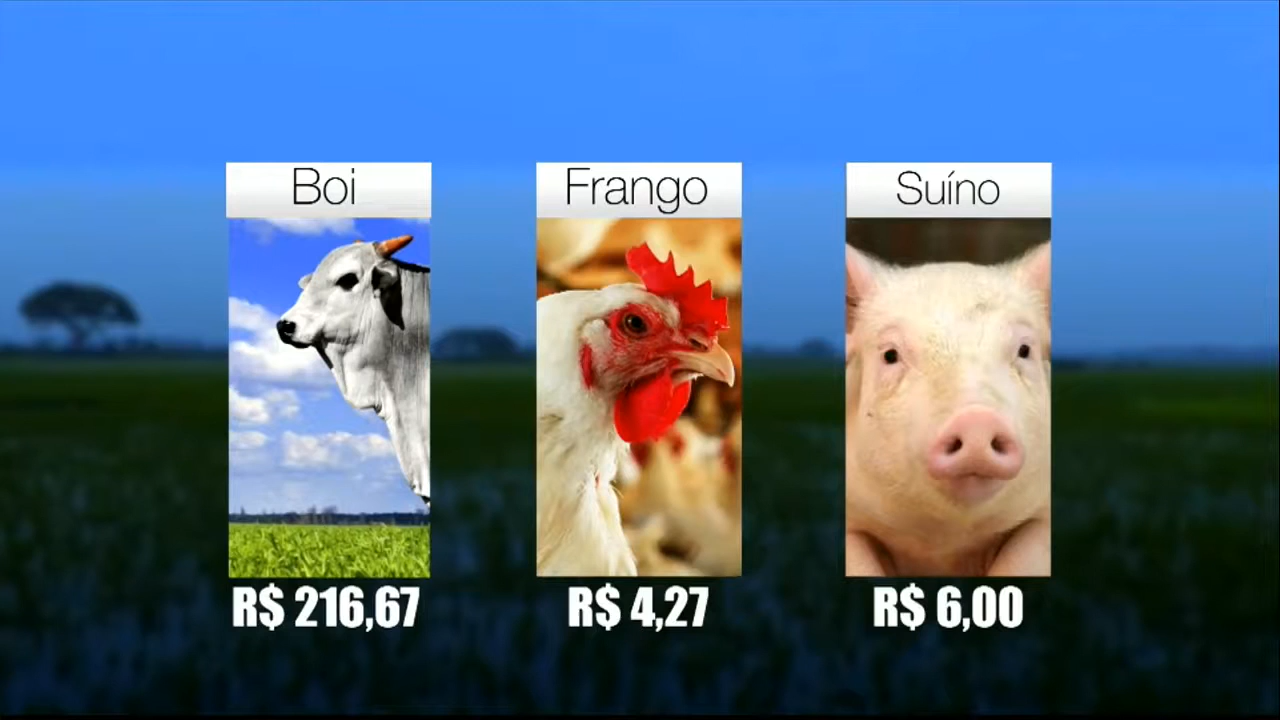 Boi
Frango
Suíno
R$ 216,67
R$ 4,27
R$ 6,00